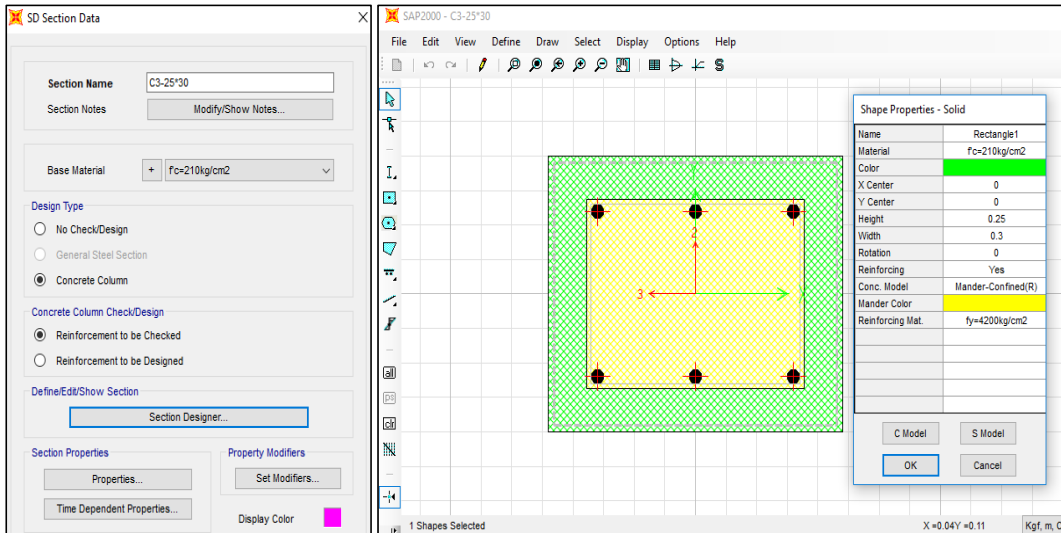 SD Section Data
X
Section Name
C3-25*30
Section Notes
Modify/Show Notes...
Base Material
+
f'c=210kg/cm2
Design Type
No Check/Design
General Steel Section
Concrete Column
Concrete Column Check/Design
Reinforcement to be Checked
Reinforcement to be Designed
Define/Edit/Show Section
Section Designer...
Section Properties
Properties...
Time Dependent Properties...
Property Modifiers
Set Modifiers...
Display Color
SAP2000 - C3-25*30
File Edit View Define Draw Select Display Options Help
all
ps
clr
2
3
Shape Properties - Solid
Name Rectangle1
Material f'c=210kg/cm2
Color
X Center 0
Y Center 0
Height 0.25
Width 0.3
Rotation 0
Reinforcing Yes
Conc. Model Mander-Confined(R)
Mander Color
Reinforcing Mat. fy=4200kg/cm2
C Model S Model
OK Cancel
1 Shapes Selected
X =0.04Y =0.11
Kgf, m, C